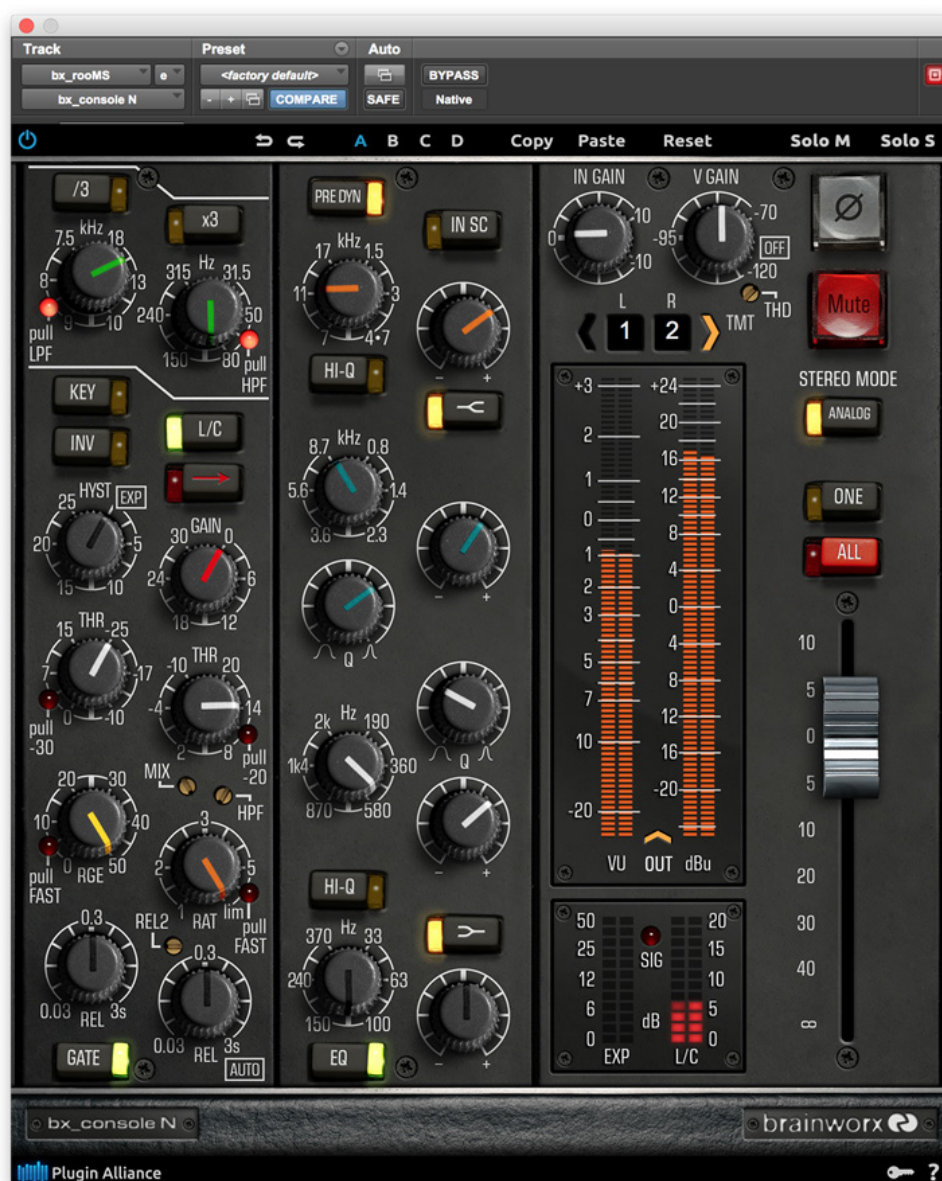 Track Preset Auto
bx_rooMS e <factory default> BYPASS
bx_console N - + COMPARE SAFE Native
A B C D Copy Paste Reset Solo M Solo S
/3
x3
kHz
7.5 18
8 13
9 10
pull
LPF
Hz
315 31.5
240 50
150 80
pull
HPF
KEY
INV
L/C
HYST EXP
25
20 5
15 10
GAIN
30 0
24 6
18 12
THR
15 -25
7 -17
0 -10
pull
-30
THR
-10 20
-4 14
2 8
pull
-20
MIX
HPF
20 30
10 40
0 50
RGE
pull
FAST
3
2 5
1 lim
RAT
pull
FAST
REL2
0.3
0.03 3s
REL
0.3
0.03 3s
REL
AUTO
GATE
PRE DYN
IN SC
kHz
17 1.5
11 3
7 4•7
- +
HI-Q
kHz
8.7 0.8
5.6 1.4
3.6 2.3
- +
Q
Q
Hz
2k 190
1k4 360
870 580
- +
HI-Q
Hz
370 33
240 63
150 100
- +
EQ
IN GAIN V GAIN
10
0
-10
-70
-95 OFF
-120
THD
L R
1 2 TMT
Ø
Mute
STEREO MODE
ANALOG
ONE
ALL
+3 +24
2 20
1 16
0 12
1 8
2 4
3 0
5 4
7 8
10 12
16
-20 -20
VU OUT dBu
50 20
25 SIG 15
12 10
6 dB 5
0 0
EXP L/C
10
5
0
5
10
20
30
40
∞
bx_console N
brainworx
Plugin Alliance ?